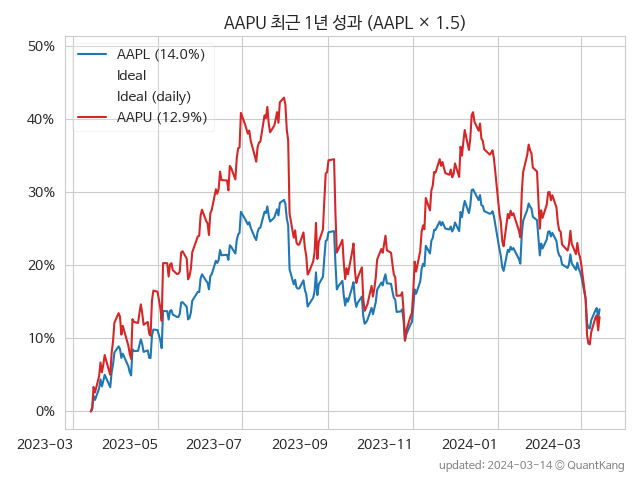 AAPU 최근 1년 성과 (AAPL × 1.5)
50%
40%
30%
20%
10%
0%
AAPL (14.0%)
Ideal
Ideal (daily)
AAPU (12.9%)
2023-03 2023-05 2023-07 2023-09 2023-11 2024-01 2024-03
updated: 2024-03-14 © QuantKang